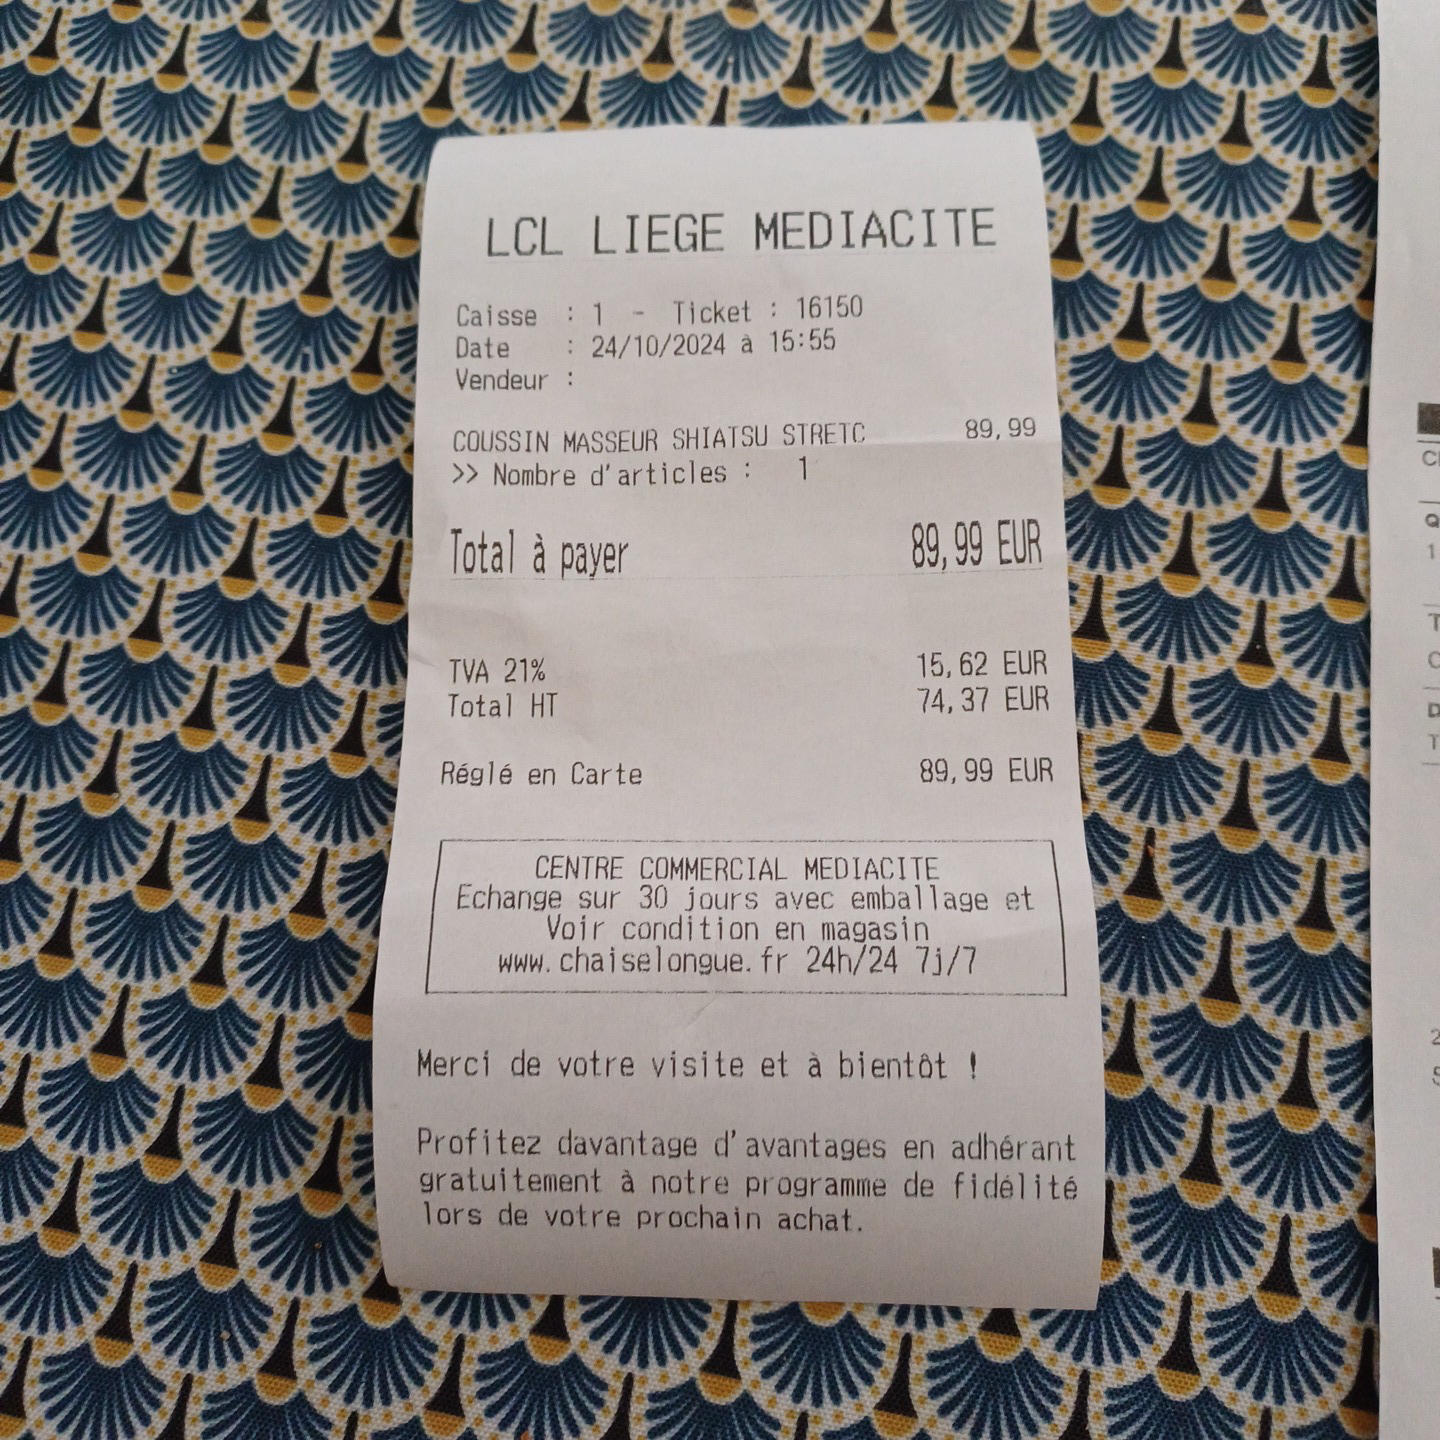 LCL LIEGE MEDIACITE
Caisse : 1 - Ticket : 16150
Date : 24/10/2024 à 15:55
Vendeur :
COUSSIN MASSEUR SHIATSU STRETC 89,99
>> Nombre d'articles : 1
Total à payer 89,99 EUR
TVA 21% 15,62 EUR
Total HT 74,37 EUR
Réglé en Carte 89,99 EUR
CENTRE COMMERCIAL MEDIACITE
Echange sur 30 jours avec emballage et
Voir condition en magasin
www.chaiselongue.fr 24h/24 7j/7
Merci de votre visite et à bientôt !
Profitez davantage d'avantages en adhérant
gratuitement à notre programme de fidélité
lors de votre prochain achat.